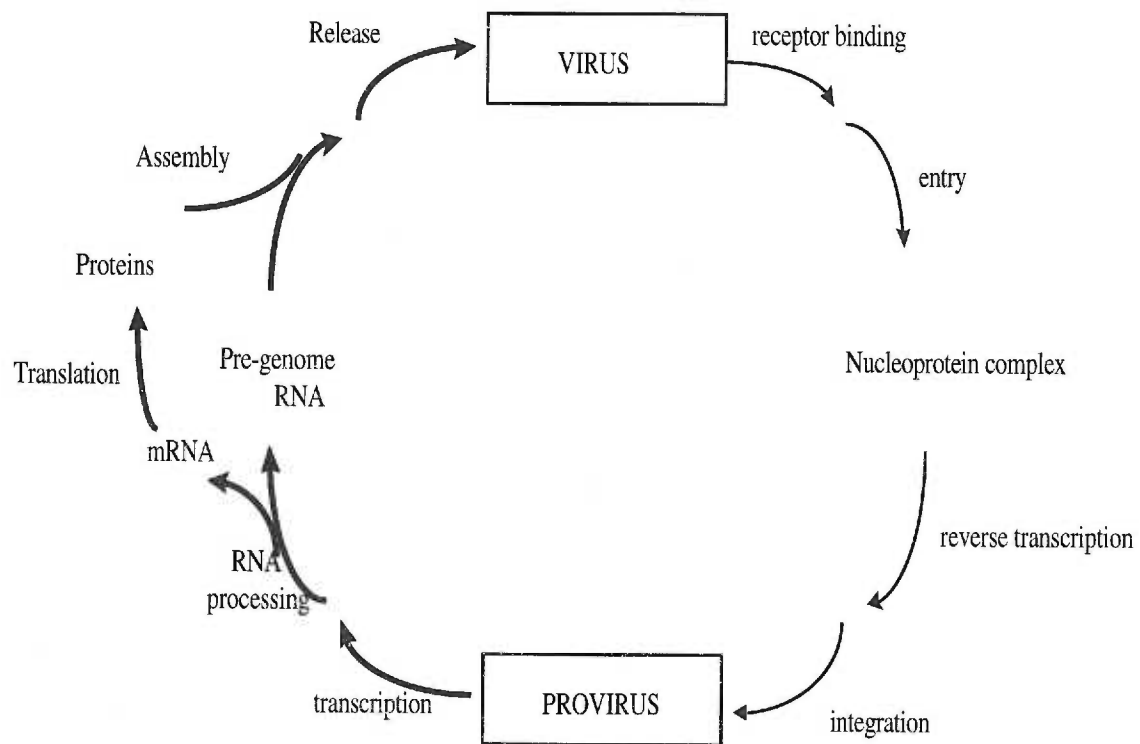 Release
VIRUS
receptor binding
Assembly
entry
Proteins
Translation
Pre-genome
RNA
Nucleoprotein complex
mRNA
RNA
processing
reverse transcription
transcription
PROVIRUS
integration